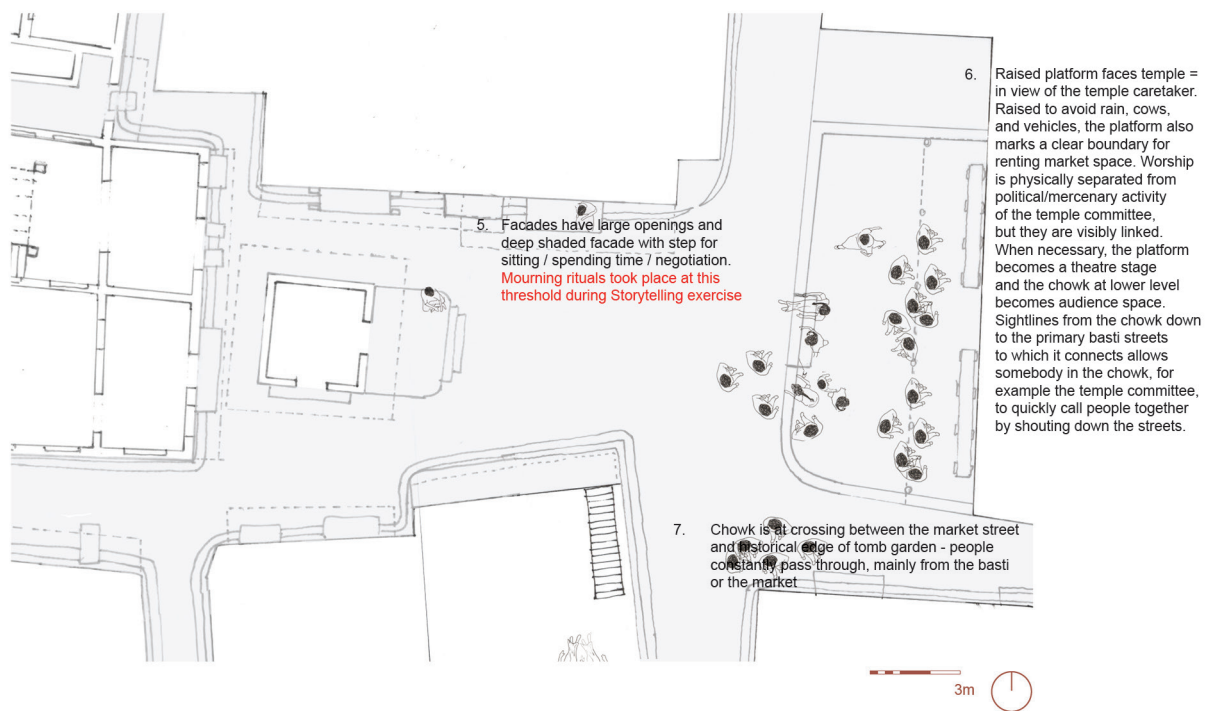 5. Facades have large openings and
deep shaded facade with step for
sitting / spending time / negotiation.
Mourning rituals took place at this
threshold during Storytelling exercise
6. Raised platform faces temple =
in view of the temple caretaker.
Raised to avoid rain, cows,
and vehicles, the platform also
marks a clear boundary for
renting market space. Worship
is physically separated from
political/mercenary activity
of the temple committee,
but they are visibly linked.
When necessary, the platform
becomes a theatre stage
and the chowk at lower level
becomes audience space.
Sightlines from the chowk down
to the primary basti streets
to which it connects allows
somebody in the chowk, for
example the temple committee,
to quickly call people together
by shouting down the streets.
7. Chowk is at crossing between the market street
and historical edge of tomb garden - people
constantly pass through, mainly from the basti
or the market
3m